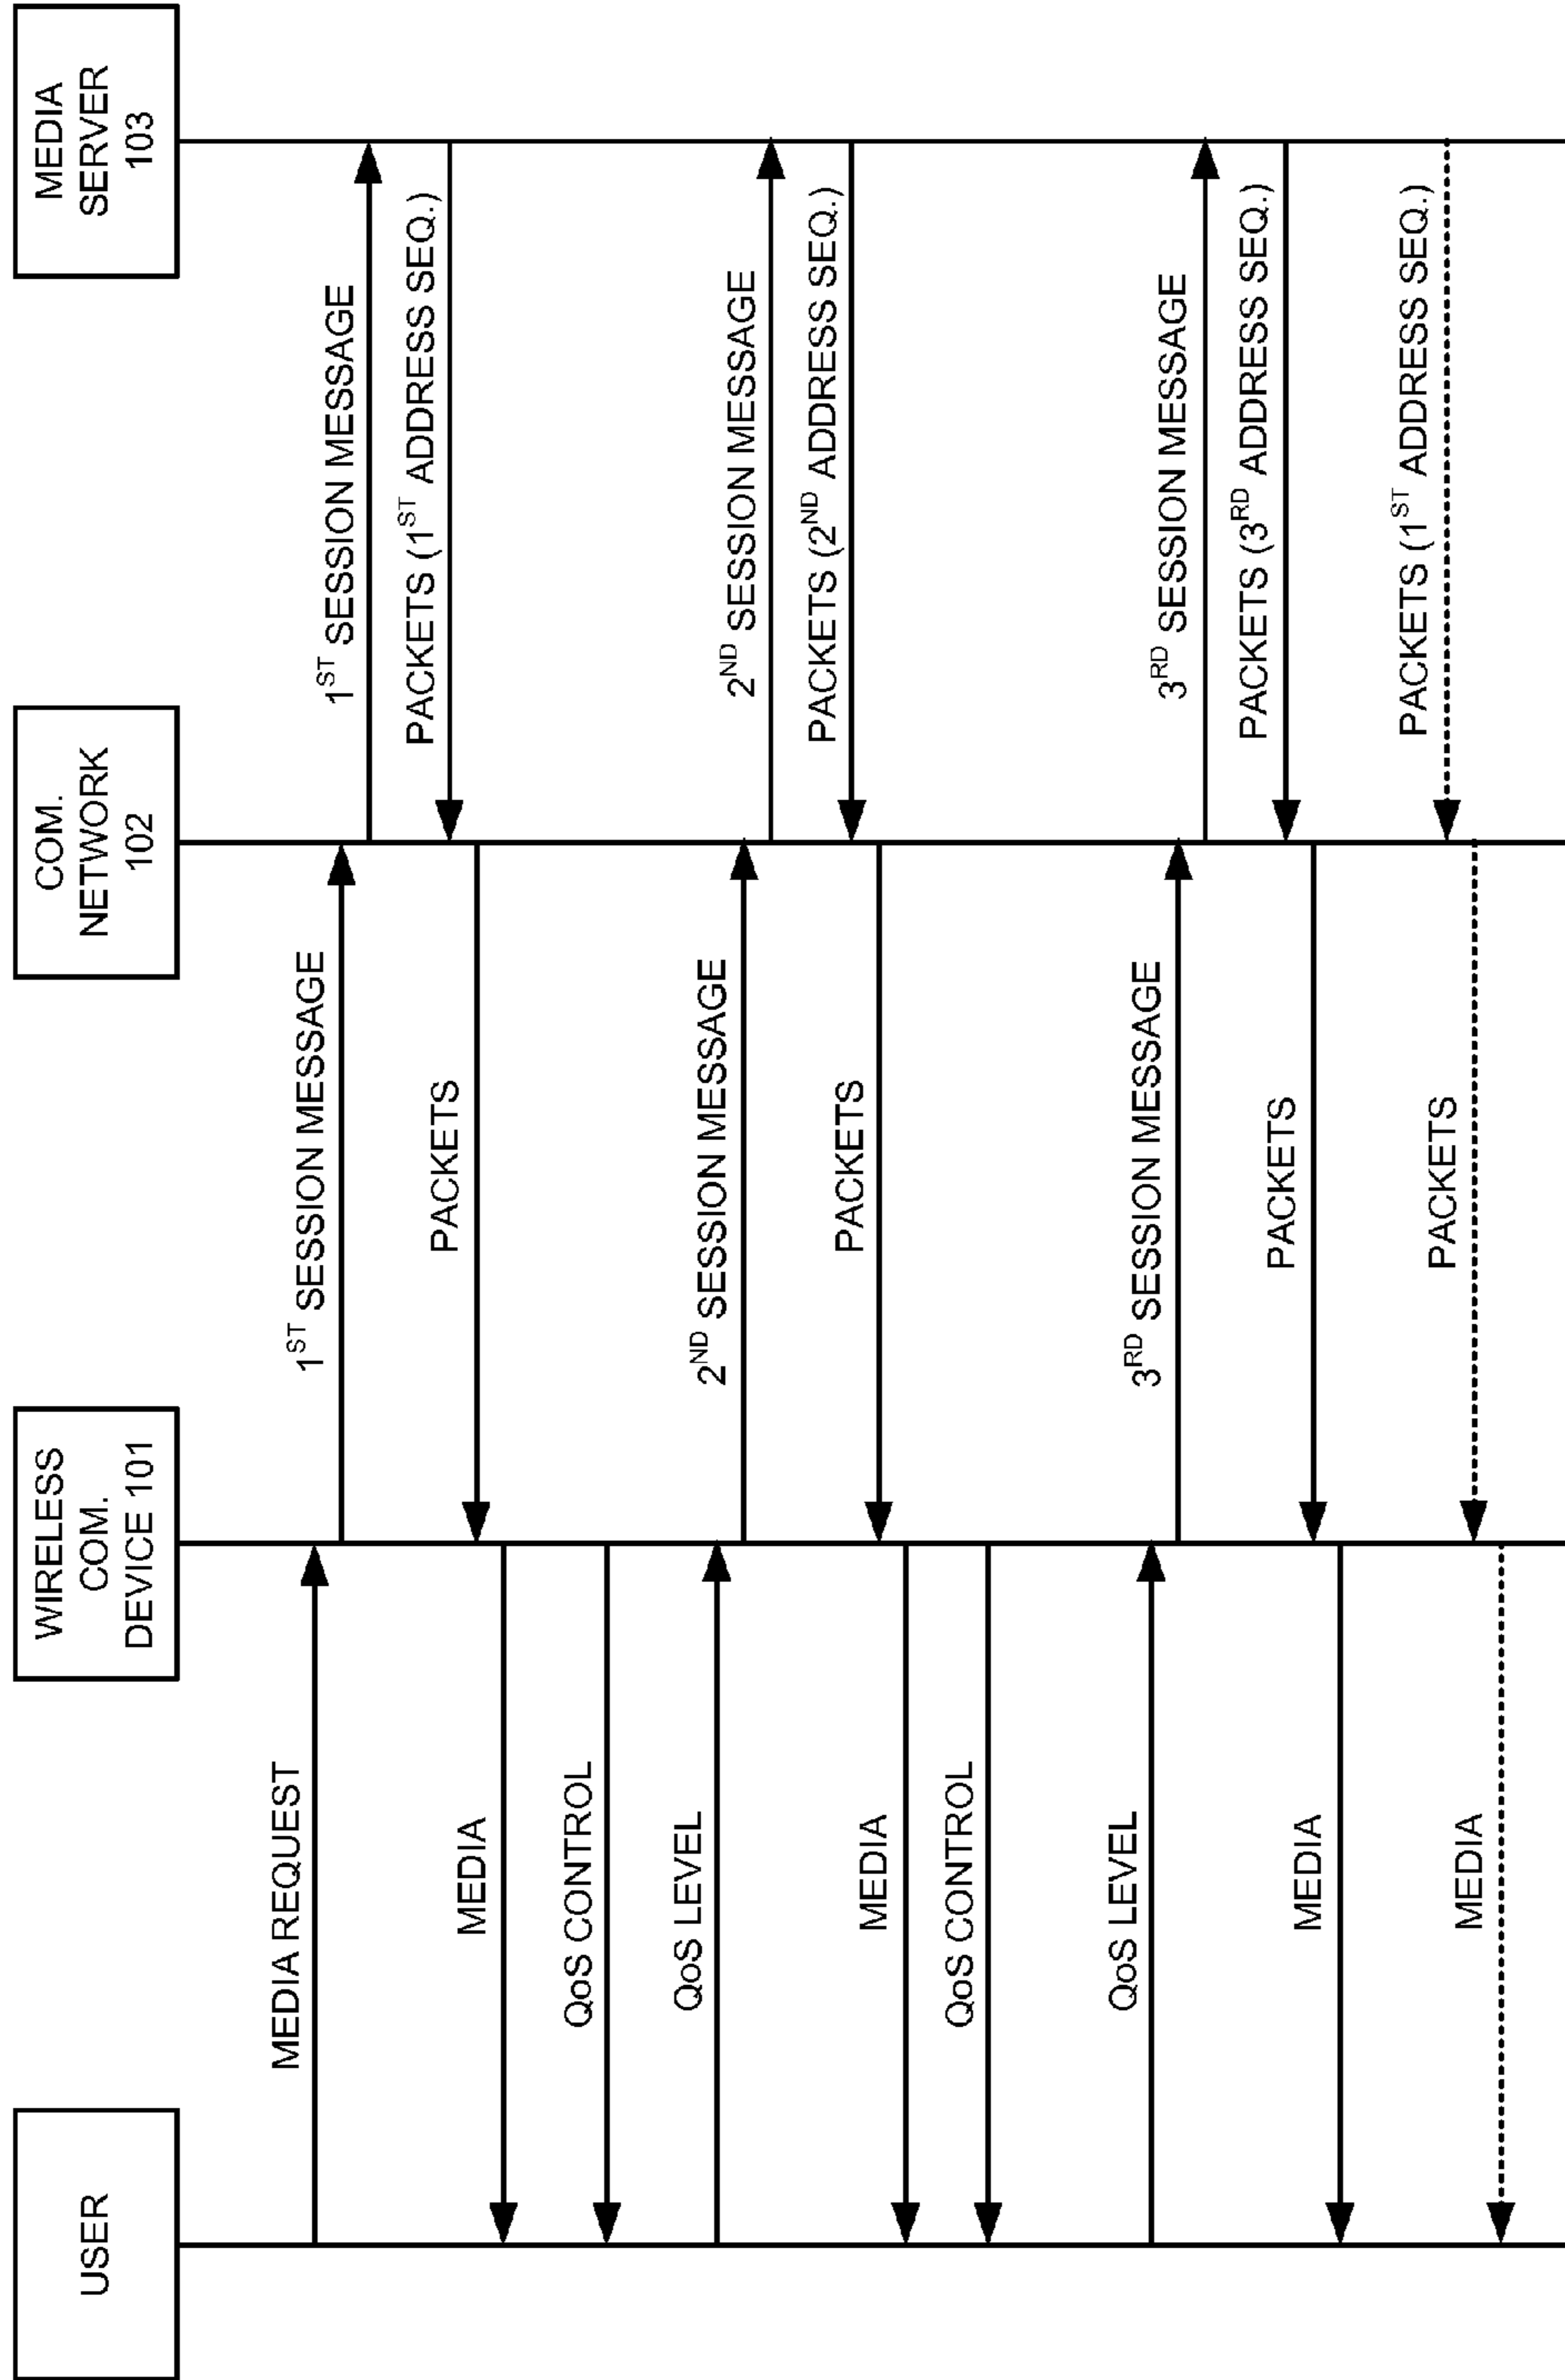 USER
WIRELESS
COM.
DEVICE 101
COM.
NETWORK
102
MEDIA
SERVER
103
MEDIA REQUEST
1ST SESSION MESSAGE
1ST SESSION MESSAGE
PACKETS (1ST ADDRESS SEQ.)
PACKETS
MEDIA
QoS CONTROL
QoS LEVEL
2ND SESSION MESSAGE
2ND SESSION MESSAGE
PACKETS (2ND ADDRESS SEQ.)
PACKETS
MEDIA
QoS CONTROL
QoS LEVEL
3RD SESSION MESSAGE
3RD SESSION MESSAGE
PACKETS (3RD ADDRESS SEQ.)
PACKETS
MEDIA
PACKETS (1ST ADDRESS SEQ.)
PACKETS
MEDIA